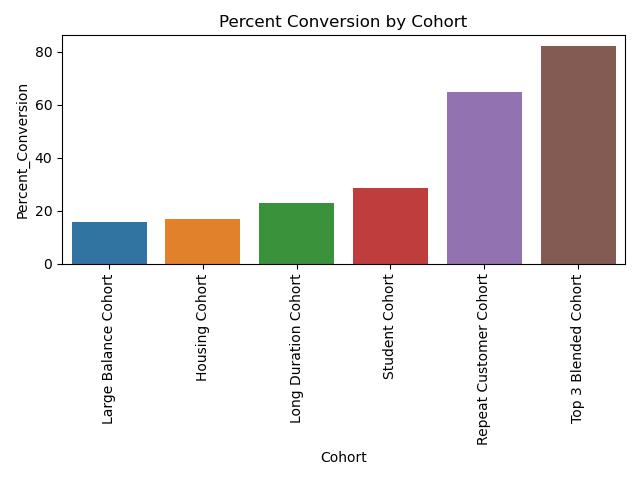 Percent Conversion by Cohort
Percent_Conversion
80
60
40
20
0
Large Balance Cohort
Housing Cohort
Long Duration Cohort
Student Cohort
Repeat Customer Cohort
Top 3 Blended Cohort
Cohort